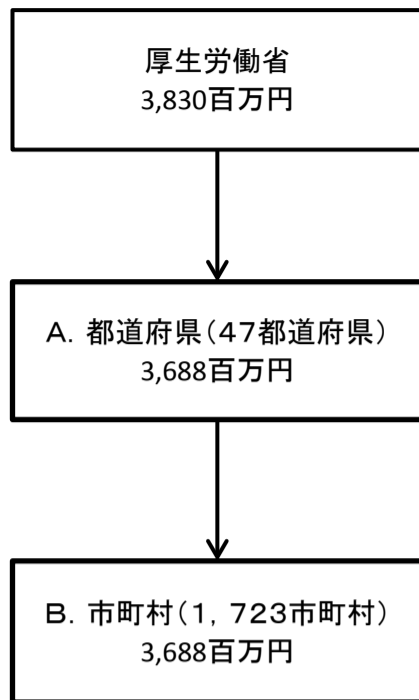 厚生労働省
3,830百万円
A. 都道府県(47都道府県)
3,688百万円
B. 市町村(1, 723市町村)
3,688百万円